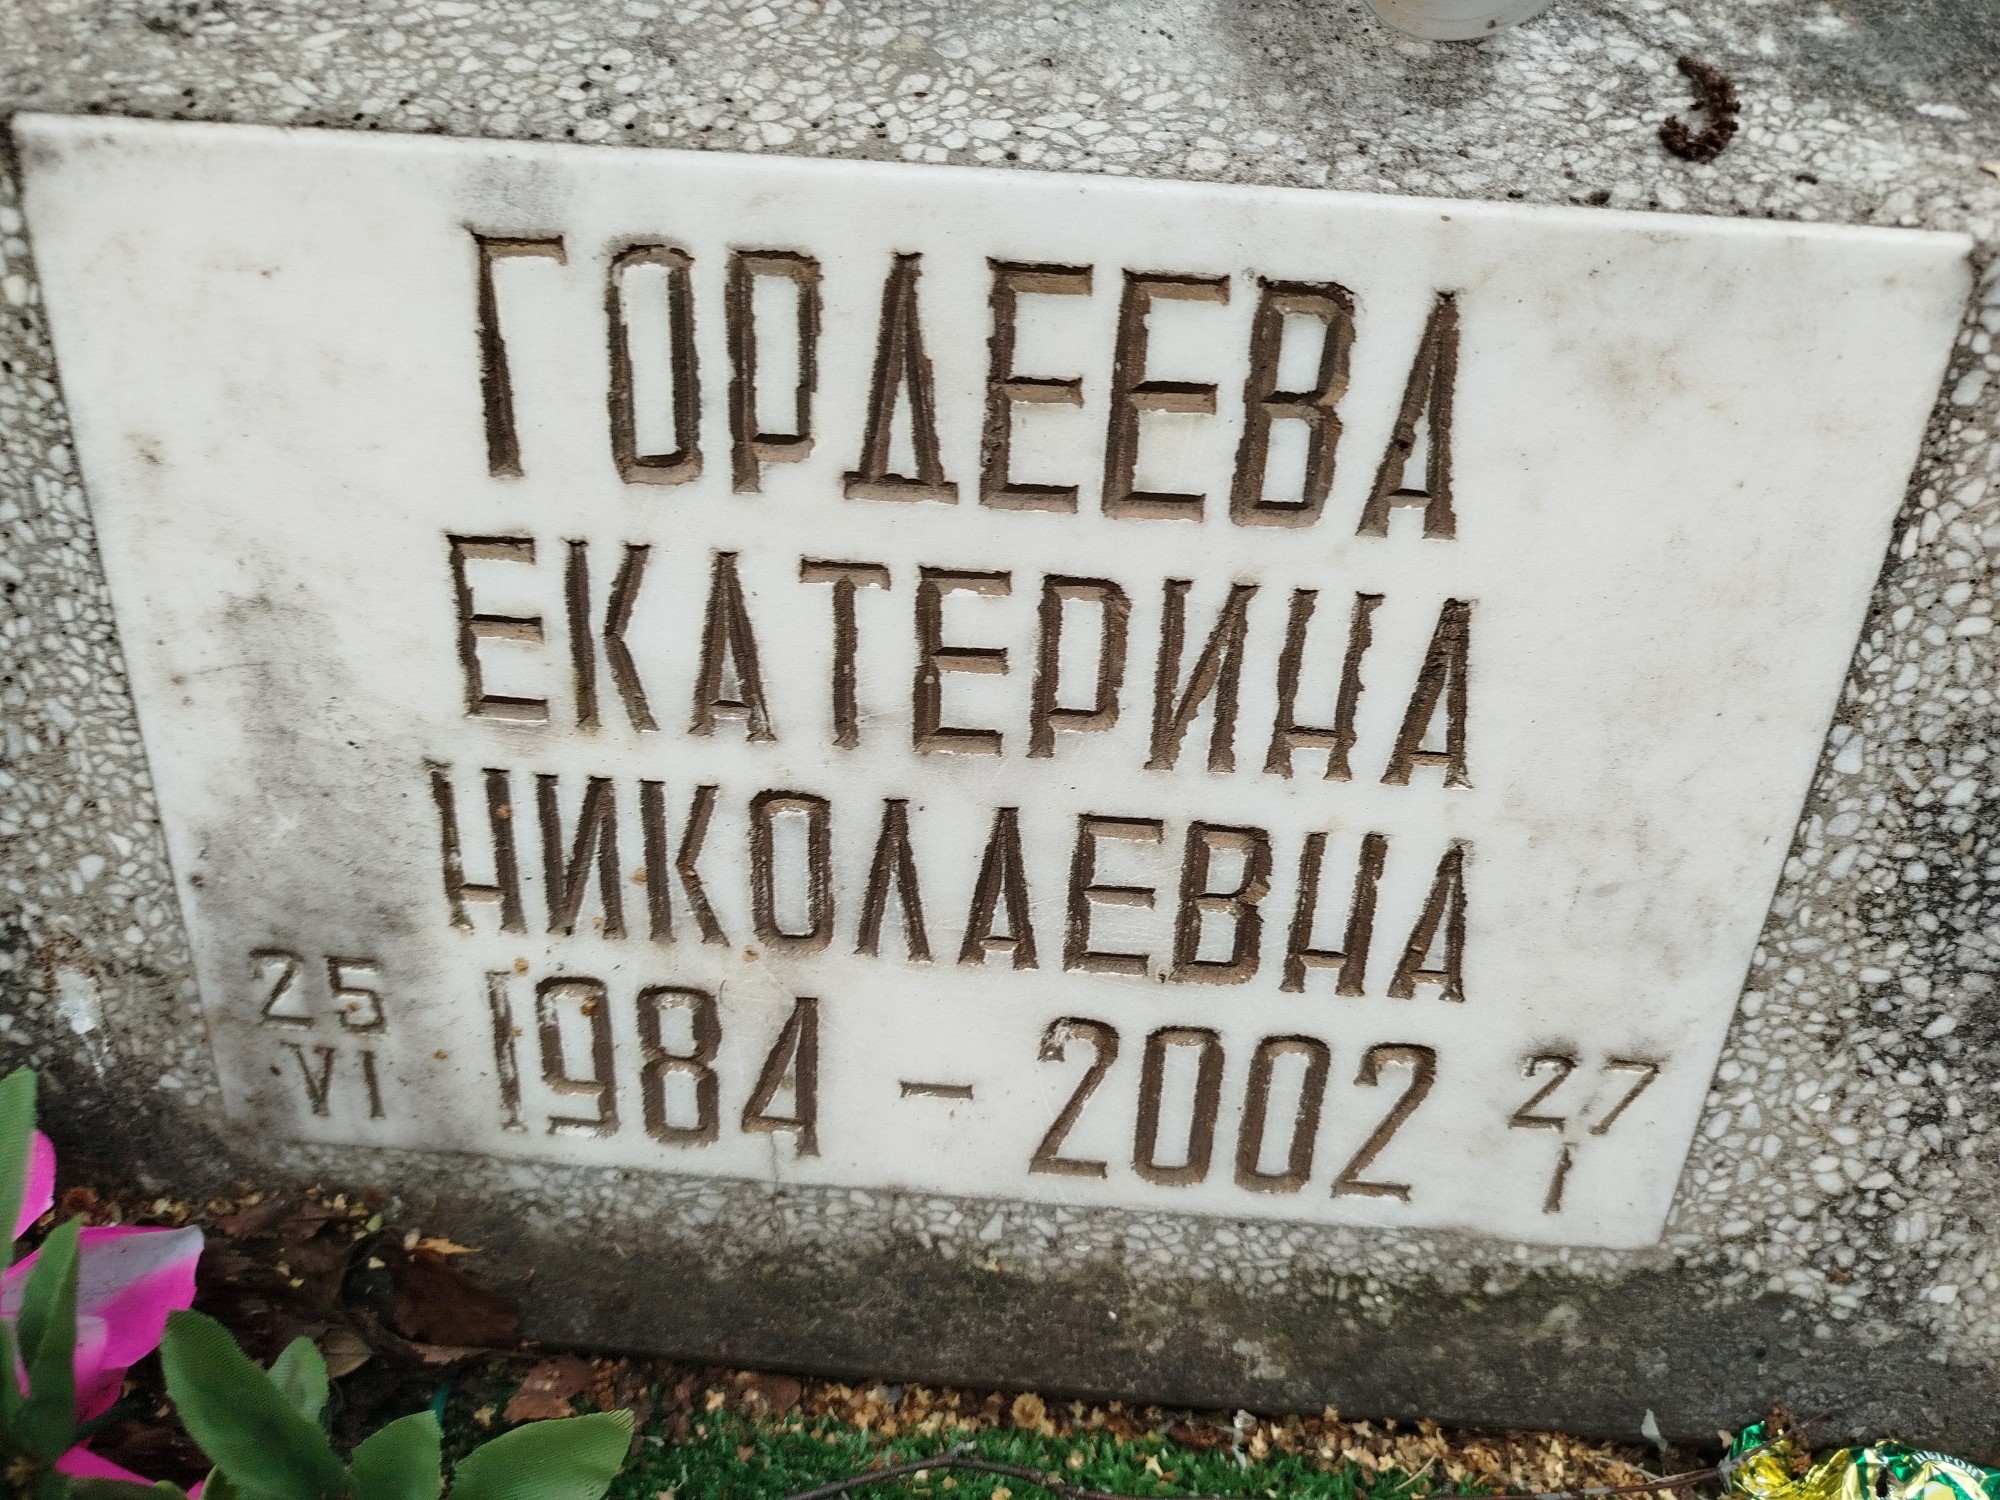 ГОРДЕЕВА
ЕКАТЕРИНА
НИКОЛАЕВНА
25 VI 1984 - 2002 27 I